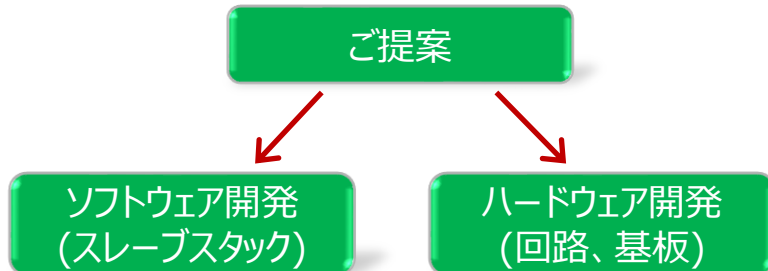 ご提案
ソフトウェア開発
(スレーブスタック)
ハードウェア開発
(回路、基板)